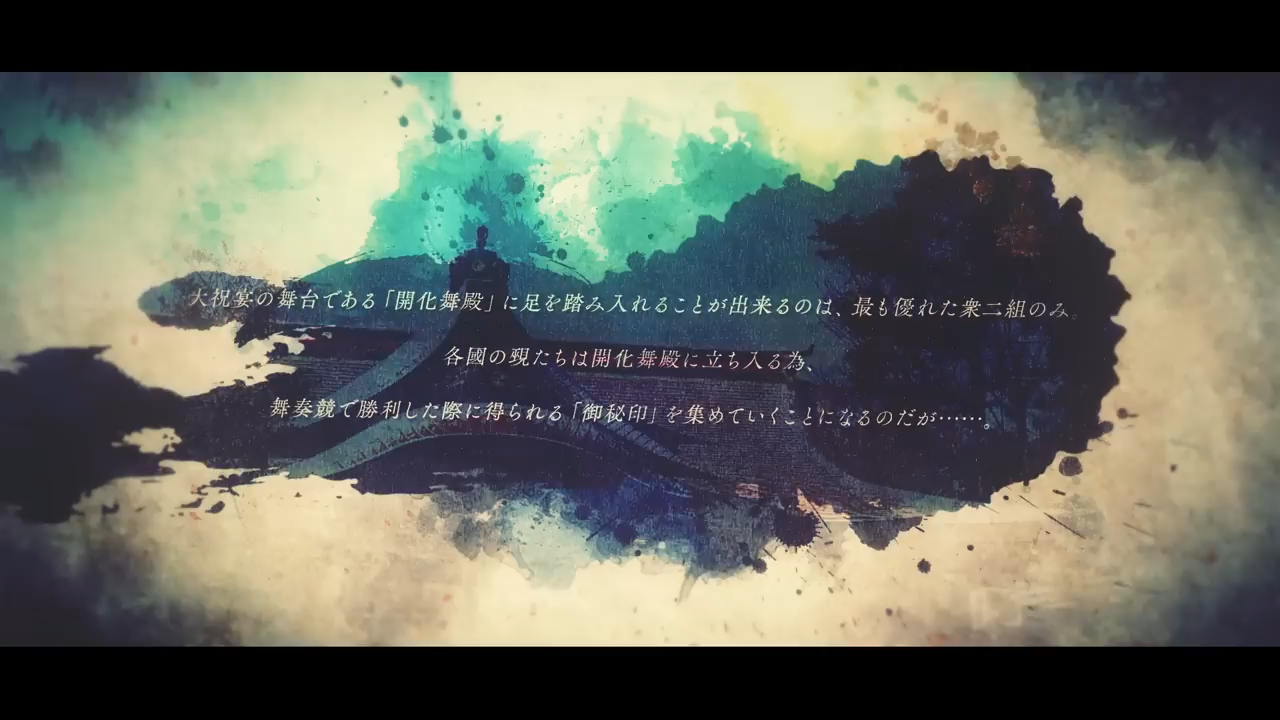 大祝宴の舞台である「開化舞殿」に足を踏み入れることが出来るのは、最も優れた衆二組のみ。
各國の覡たちは開化舞殿に立ち入る為、
舞奏競で勝利した際に得られる「御秘印」を集めていくことになるのだが……。